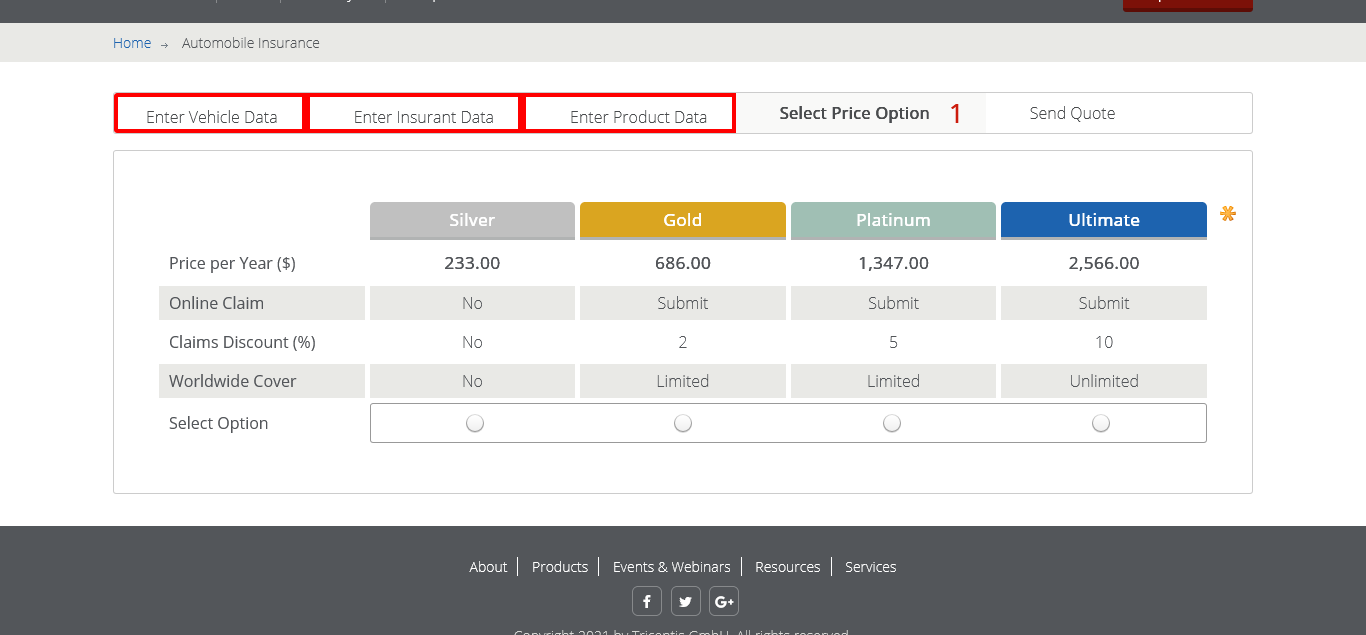 Home → Automobile Insurance
Enter Vehicle Data Enter Insurant Data Enter Product Data Select Price Option 1 Send Quote
Silver Gold Platinum Ultimate
Price per Year ($) 233.00 686.00 1,347.00 2,566.00
Online Claim No Submit Submit Submit
Claims Discount (%) No 2 5 10
Worldwide Cover No Limited Limited Unlimited
Select Option
About Products Events & Webinars Resources Services
Copyright 2021 by Tricentis GmbH. All rights reserved.